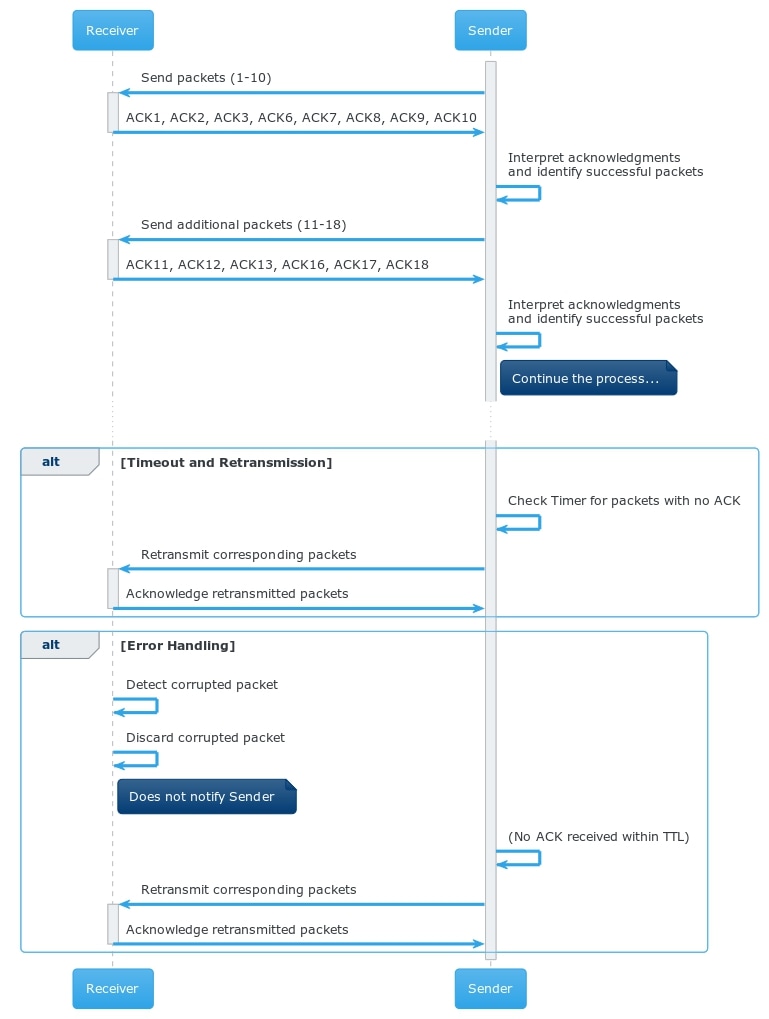 Receiver
Sender
Send packets (1-10)
ACK1, ACK2, ACK3, ACK6, ACK7, ACK8, ACK9, ACK10
Interpret acknowledgments
and identify successful packets
Send additional packets (11-18)
ACK11, ACK12, ACK13, ACK16, ACK17, ACK18
Interpret acknowledgments
and identify successful packets
Continue the process...
alt
[Timeout and Retransmission]
Check Timer for packets with no ACK
Retransmit corresponding packets
Acknowledge retransmitted packets
alt
[Error Handling]
Detect corrupted packet
Discard corrupted packet
Does not notify Sender
(No ACK received within TTL)
Retransmit corresponding packets
Acknowledge retransmitted packets
Receiver
Sender